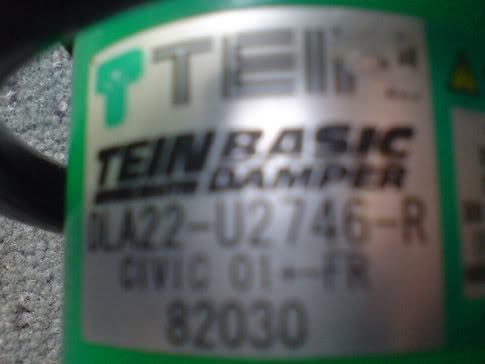 TEIN
TEIN BASIC
DAMPER
DLA22-U2746-R
CIVIC 01--FR
82030